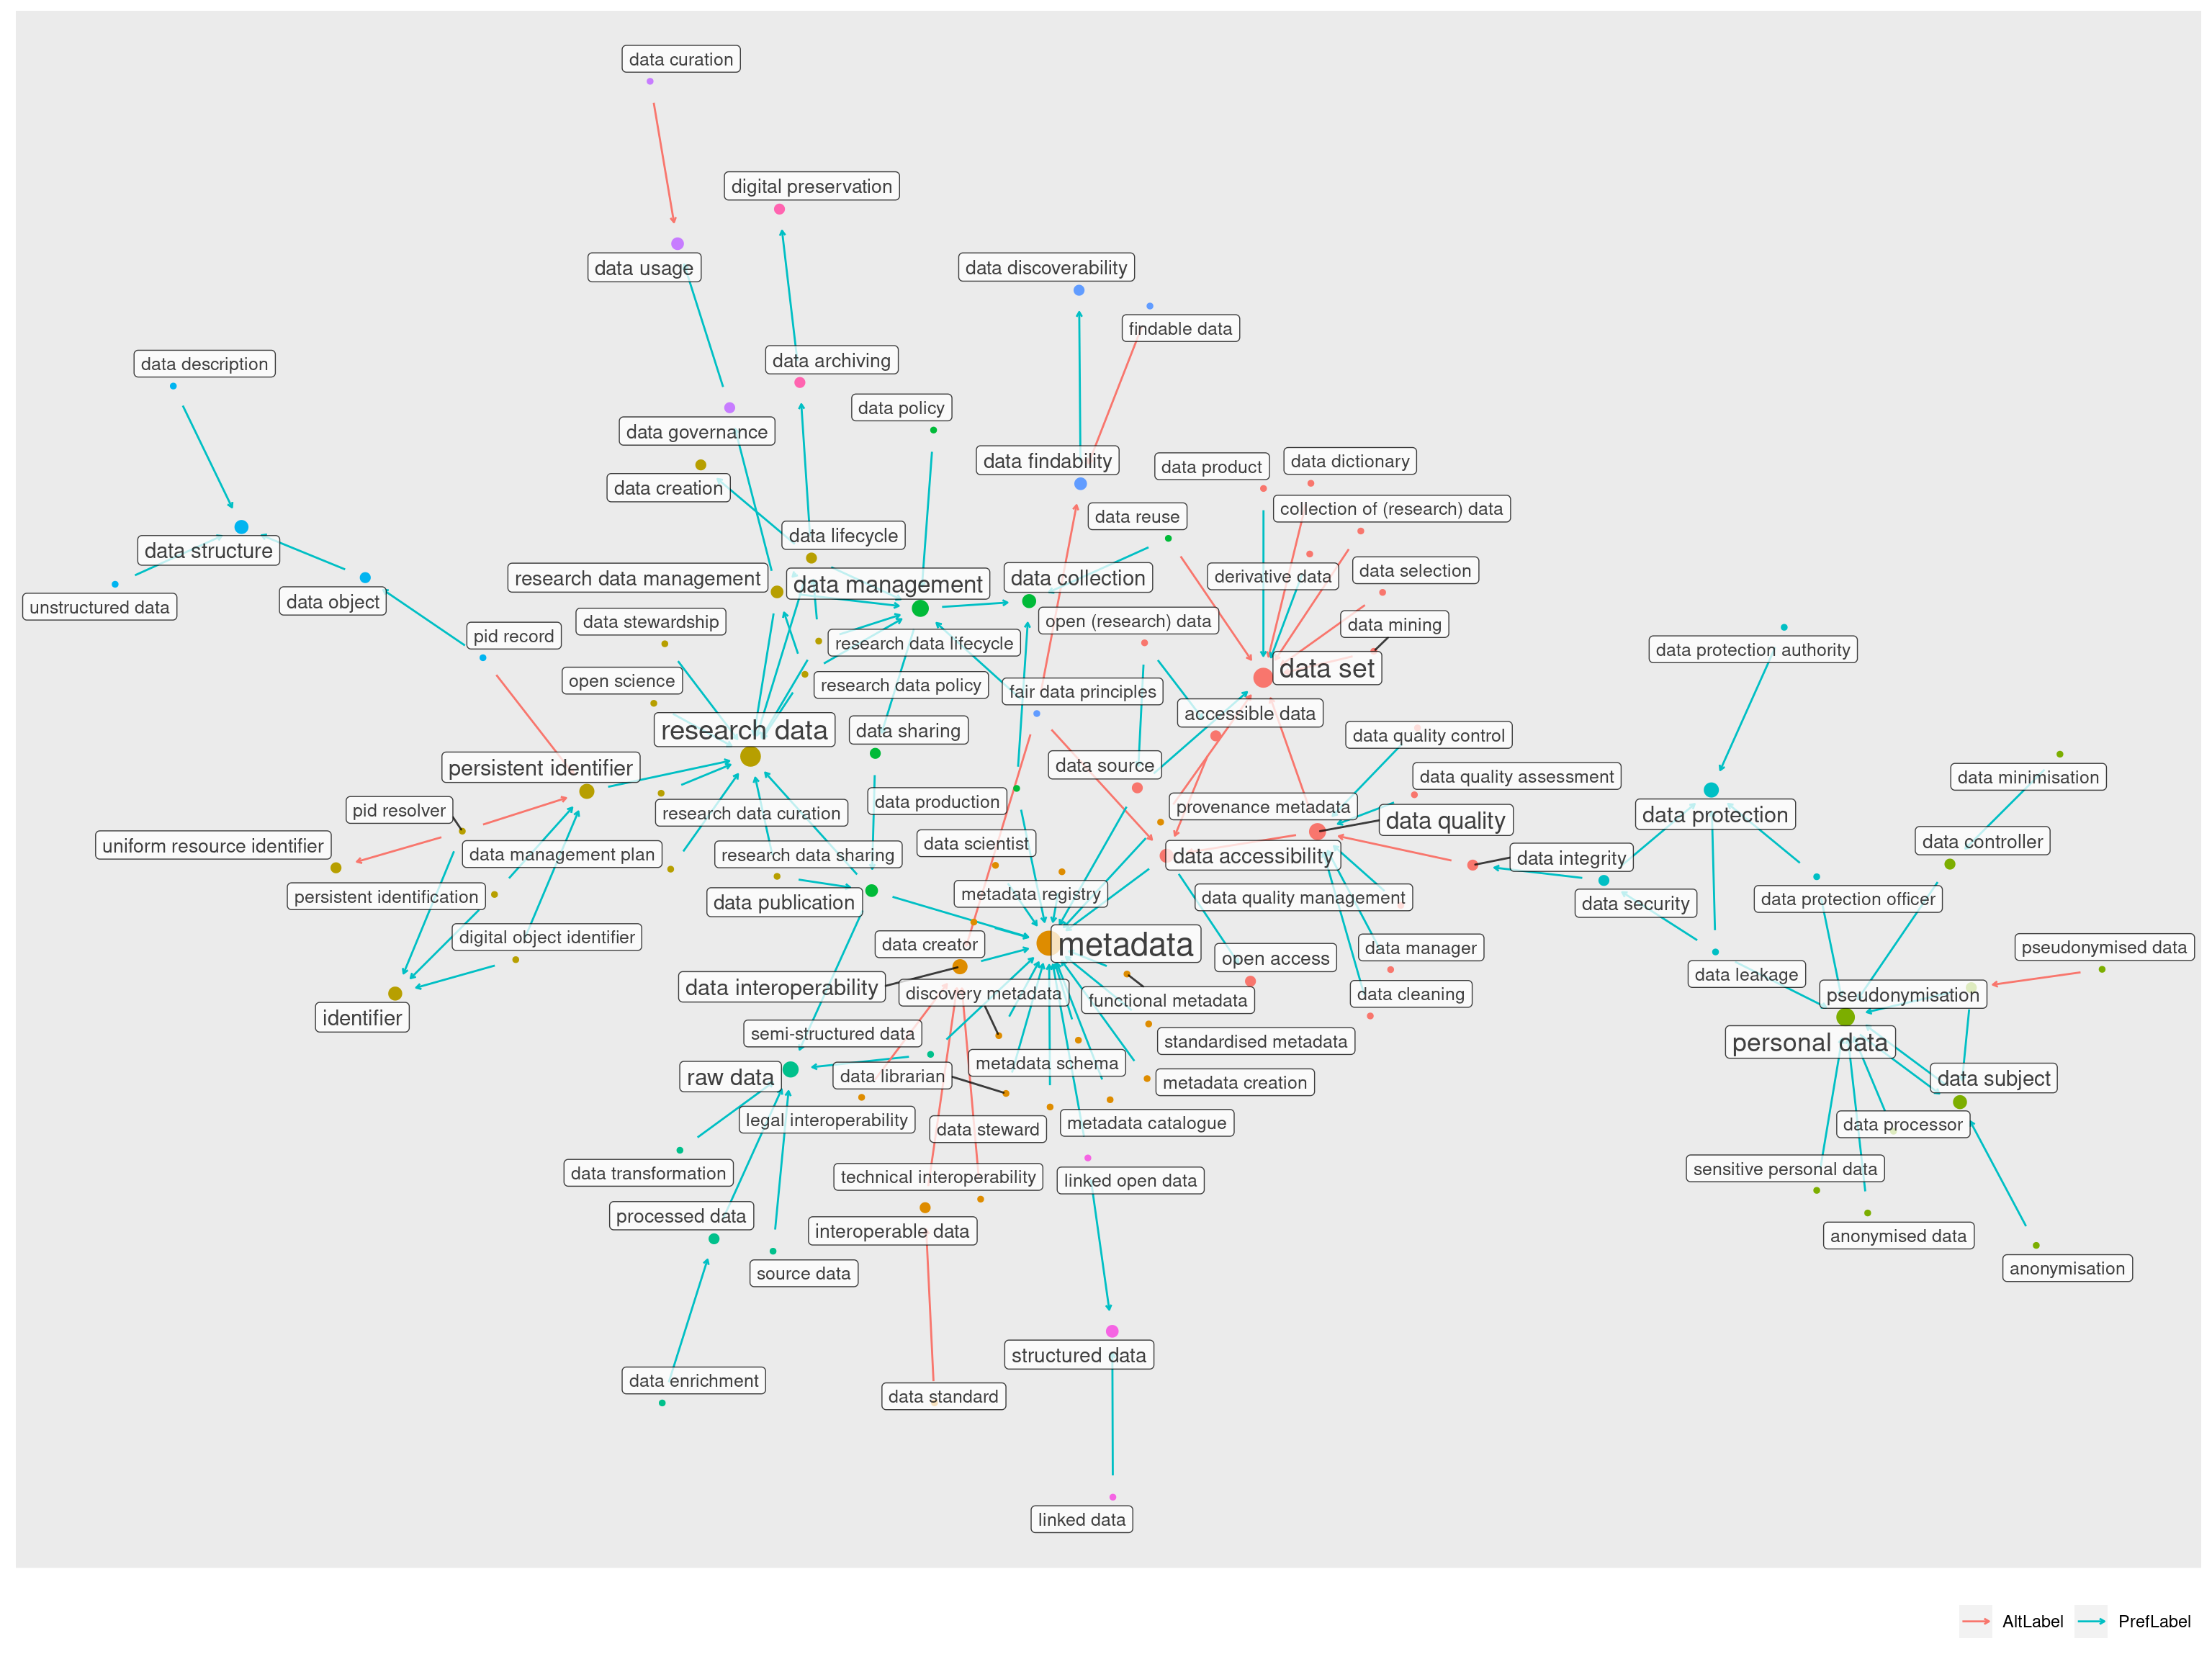 data curation
digital preservation
data usage
data discoverability
findable data
data description
data archiving
data policy
data governance
data findability
data product
data dictionary
data creation
collection of (research) data
data reuse
data lifecycle
data structure
research data management
data management
data collection
derivative data
data selection
unstructured data
data object
data stewardship
open (research) data
data mining
pid record
research data lifecycle
data protection authority
data set
open science
research data policy
fair data principles
accessible data
research data
data sharing
data quality control
persistent identifier
data source
data quality assessment
data minimisation
pid resolver
data production
provenance metadata
research data curation
data quality
data protection
uniform resource identifier
data scientist
data controller
data management plan
research data sharing
data accessibility
data integrity
persistent identification
data publication
metadata registry
data quality management
data security
data protection officer
digital object identifier
data creator
metadata
data manager
pseudonymised data
open access
data leakage
data interoperability
discovery metadata
functional metadata
data cleaning
pseudonymisation
identifier
semi-structured data
standardised metadata
personal data
metadata schema
raw data
data librarian
metadata creation
data subject
legal interoperability
data steward
metadata catalogue
data processor
data transformation
technical interoperability
linked open data
sensitive personal data
processed data
interoperable data
anonymised data
source data
anonymisation
structured data
data enrichment
data standard
linked data
AltLabel
PrefLabel